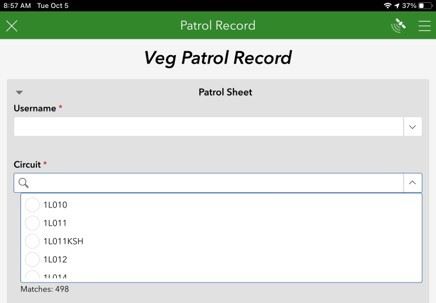 8:57 AM Tue Oct 5 37%
Patrol Record
Veg Patrol Record
Patrol Sheet
Username *
Circuit *
1L010
1L011
1L011KSH
1L012
1L014
Matches: 498